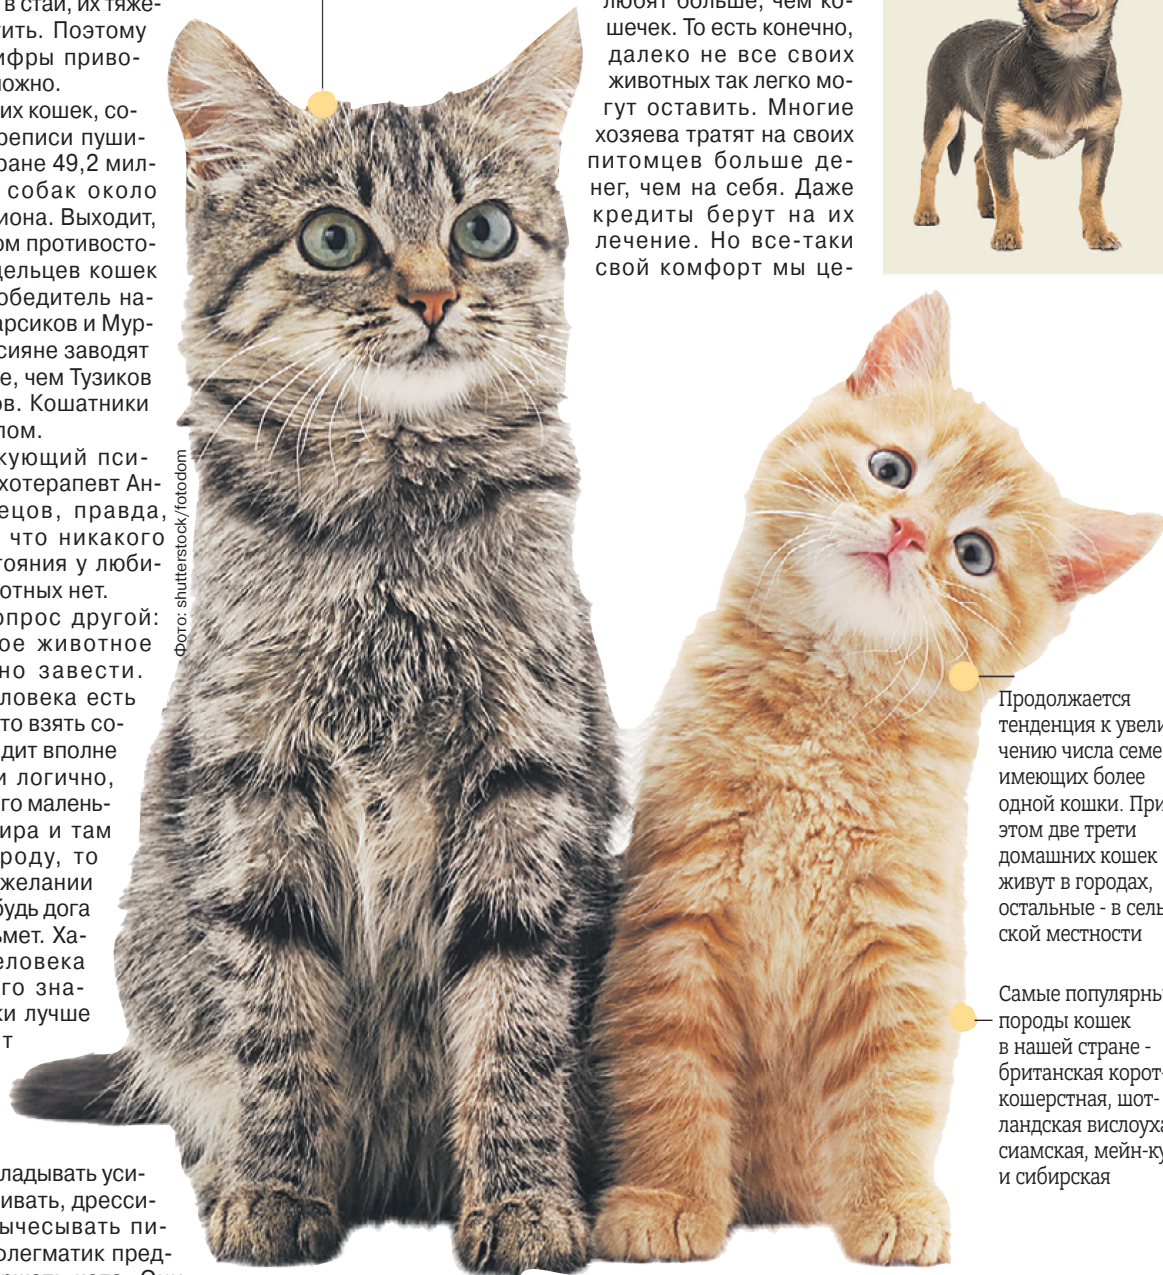 в стаи, их тяже-
тить. Поэтому
ифры приво-
ожно.
их кошек, со-
реписи пуши-
ране 49,2 мил-
собак около
иона. Выходит,
ом противосто-
дельцев кошек
обедитель на-
арсиков и Мур-
сияне заводят
е, чем Тузиков
ов. Кошатники
лом.
кующий пси-
хотерапевт Ан-
ецов, правда,
что никакого
тояния у люби-
отных нет.
опрос другой:
ое животное
но завести.
ловека есть
то взять со-
дит вполне
и логично,
го малень-
ира и там
роду, то
желании
будь дога
ьмет. Ха-
еловека
го зна-
ки лучше
т
ладывать уси-
ивать, дресси-
ычесывать пи-
флегматик пред-
Фото: shutterstock/fotodom
любят больше, чем ко-
шечек. То есть конечно,
далеко не все своих
животных так легко мо-
гут оставить. Многие
хозяева тратят на своих
питомцев больше де-
нег, чем на себя. Даже
кредиты берут на их
лечение. Но все-таки
свой комфорт мы це-
Продолжается
тенденция к увели
чению числа семе
имеющих более
одной кошки. При
этом две трети
домашних кошек
живут в городах,
остальные - в сель
ской местности
Самые популярны
породы кошек
в нашей стране -
британская корот-
кошерстная, шот-
ландская вислоуха
сиамская, мейн-ку
и сибирская